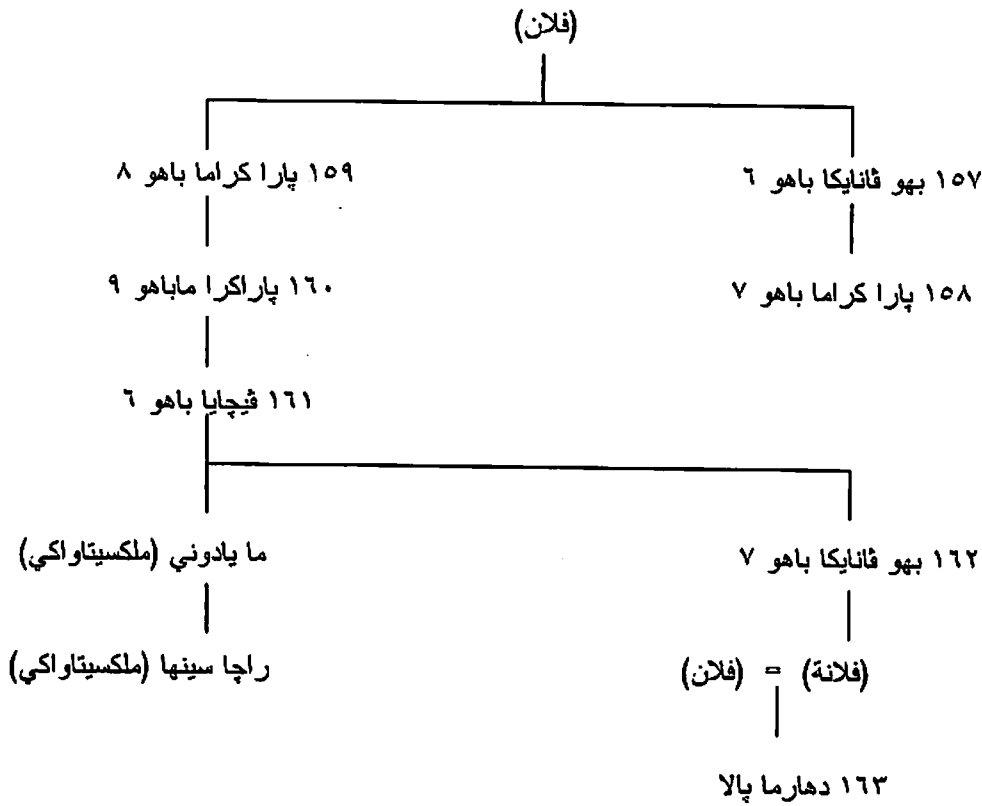 (فلان)
١٥٧ بهو ڤانايكا باهو ٦
١٥٩ پارا كراما باهو ٨
١٥٨ پارا كراما باهو ٧
١٦٠ پاراكرا ماباهو ٩
١٦١ ڤيچايا باهو ٦
١٦٢ بهو ڤانايكا باهو ٧
ما يادوني (ملكسيتاواكي)
(فلانة) = (فلان)
راچا سينها (ملكسيتاواكي)
١٦٣ دهارما پالا